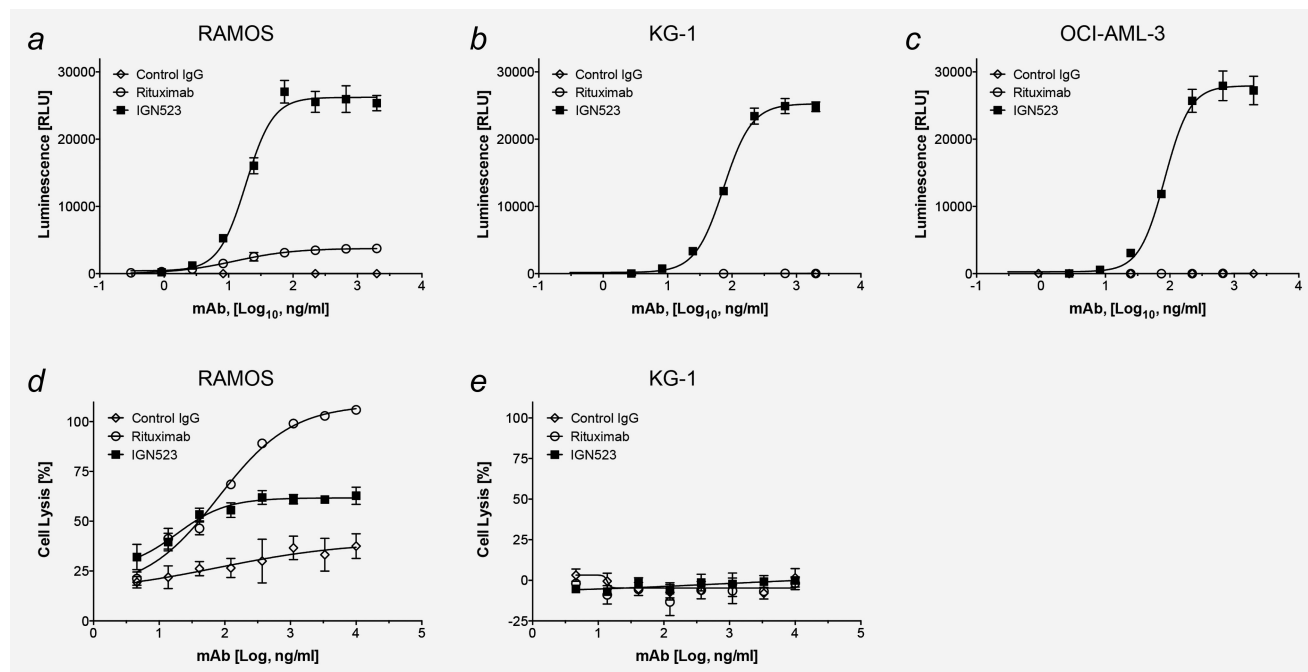 a
RAMOS
30000
20000
10000
0
Luminescence [RLU]
Control IgG
Rituximab
IGN523
-1 0 1 2 3 4
mAb, [Log10, ng/ml]
b
KG-1
30000
20000
10000
0
Luminescence [RLU]
Control IgG
Rituximab
IGN523
-1 0 1 2 3 4
mAb, [Log10, ng/ml]
c
OCI-AML-3
30000
20000
10000
0
Luminescence [RLU]
Control IgG
Rituximab
IGN523
-1 0 1 2 3 4
mAb, [Log10, ng/ml]
d
RAMOS
100
75
50
25
0
Cell Lysis [%]
Control IgG
Rituximab
IGN523
0 1 2 3 4 5
mAb [Log, ng/ml]
e
KG-1
100
75
50
25
0
-25
Cell Lysis [%]
Control IgG
Rituximab
IGN523
0 1 2 3 4 5
mAb [Log, ng/ml]